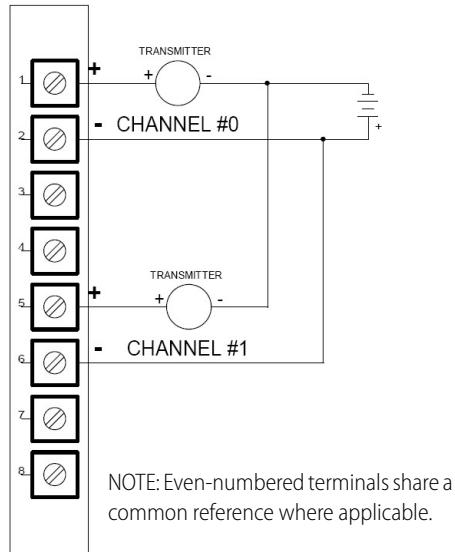 TRANSMITTER
1 + + -
2 - CHANNEL #0 +
3
4
TRANSMITTER
5 + + -
6 - CHANNEL #1
7
8
NOTE: Even-numbered terminals share a
common reference where applicable.